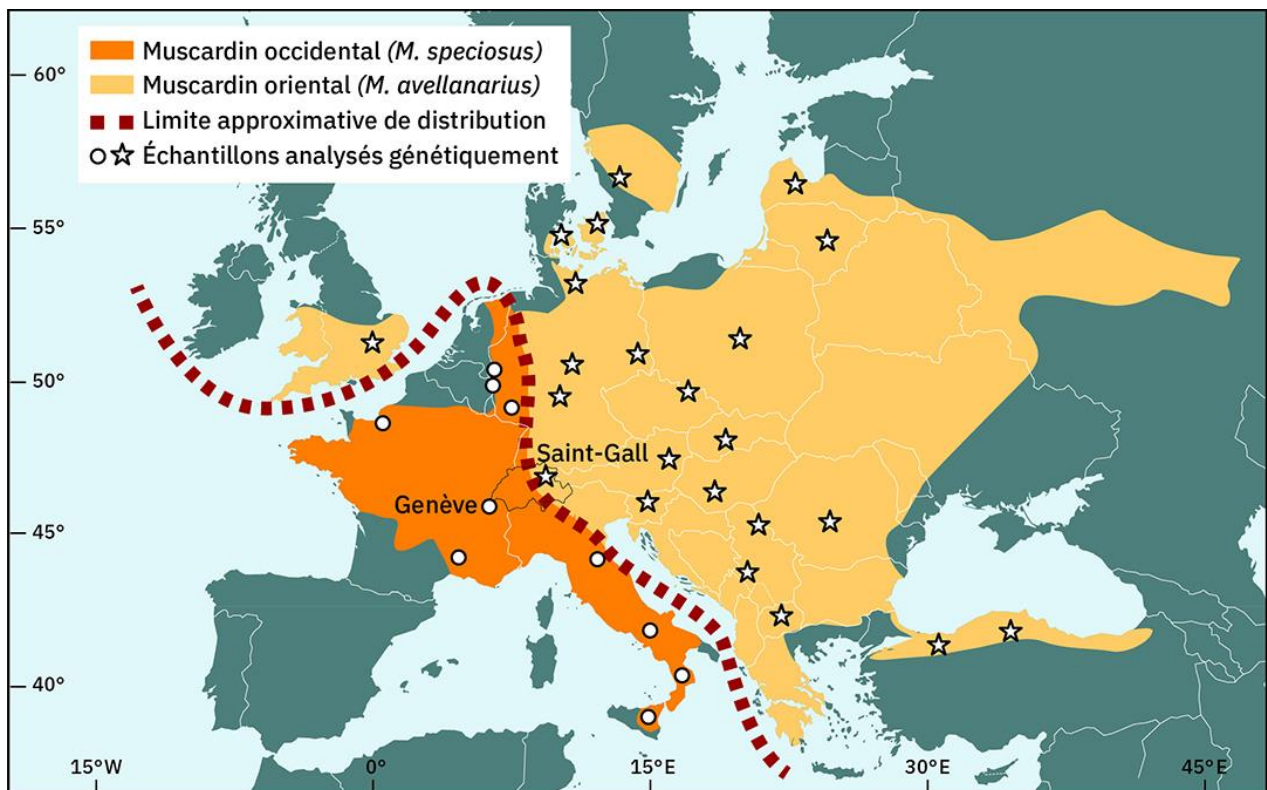 Muscardin occidental (M. speciosus)
Muscardin oriental (M. avellanarius)
Limite approximative de distribution
Échantillons analysés génétiquement
60°
55°
50°
Saint-Gall
Genève
45°
40°
15°W
0°
15°E
30°E
45°E